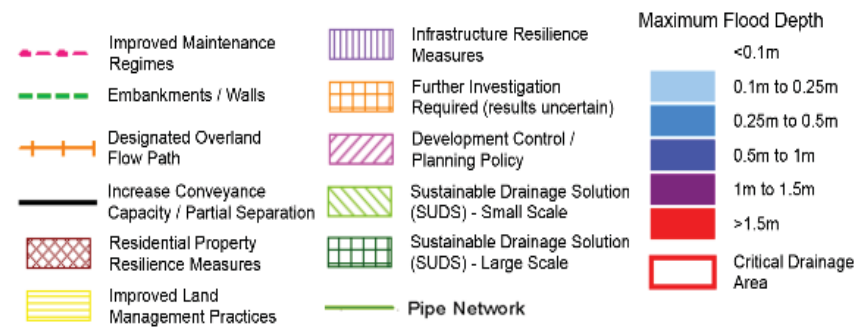 Improved Maintenance
Regimes
Embankments / Walls
Designated Overland
Flow Path
Increase Conveyance
Capacity / Partial Separation
Residential Property
Resilience Measures
Improved Land
Management Practices
Infrastructure Resilience
Measures
Further Investigation
Required (results uncertain)
Development Control /
Planning Policy
Sustainable Drainage Solution
(SUDS) - Small Scale
Sustainable Drainage Solution
(SUDS) - Large Scale
Pipe Network
Maximum Flood Depth
<0.1m
0.1m to 0.25m
0.25m to 0.5m
0.5m to 1m
1m to 1.5m
>1.5m
Critical Drainage
Area